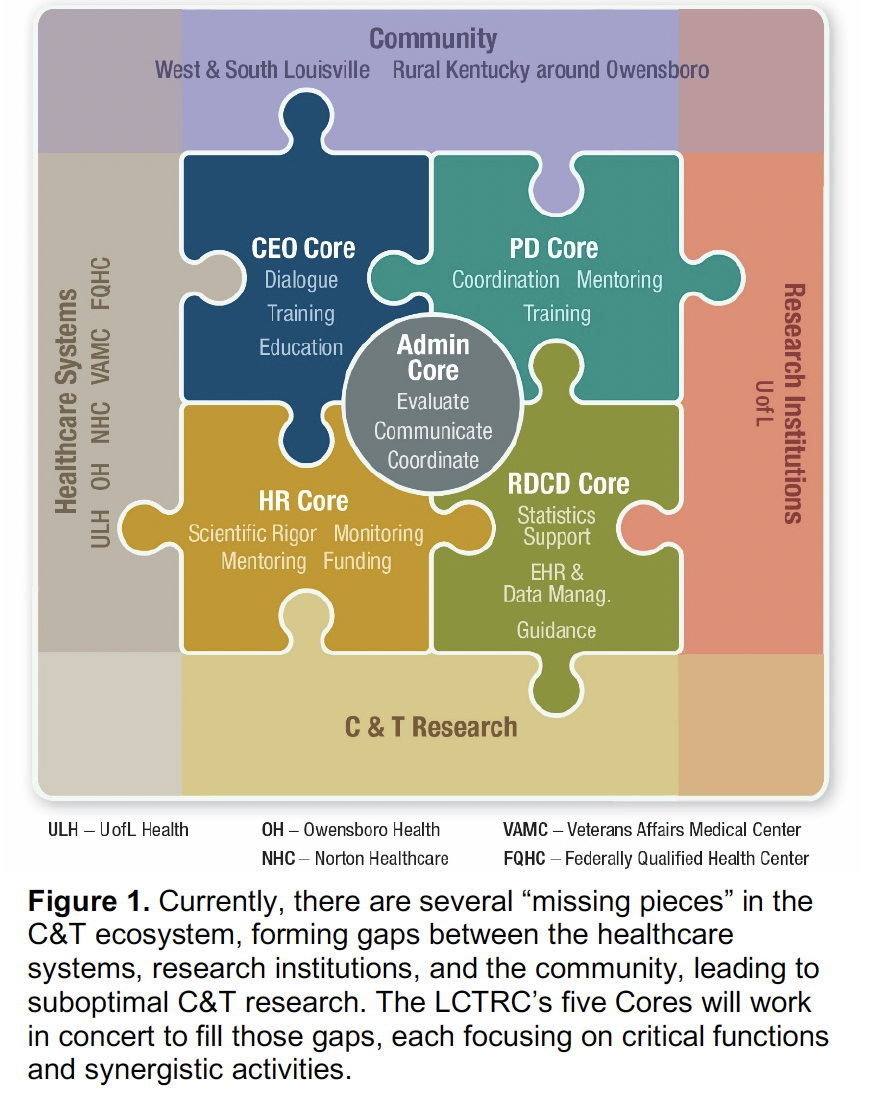 Community
West & South Louisville Rural Kentucky around Owensboro
Healthcare Systems
ULH OH NHC VAMC FQHC
CEO Core
Dialogue
Training
Education
PD Core
Coordination Mentoring
Training
Admin
Core
Evaluate
Communicate
Coordinate
HR Core
Scientific Rigor Monitoring
Mentoring Funding
RDCD Core
Statistics
Support
EHR &
Data Manag.
Guidance
Research Institutions
UofL
C & T Research
ULH – UofL Health
OH – Owensboro Health
VAMC – Veterans Affairs Medical Center
NHC – Norton Healthcare
FQHC – Federally Qualified Health Center
Figure 1. Currently, there are several “missing pieces” in the
C&T ecosystem, forming gaps between the healthcare
systems, research institutions, and the community, leading to
suboptimal C&T research. The LCTRC’s five Cores will work
in concert to fill those gaps, each focusing on critical functions
and synergistic activities.